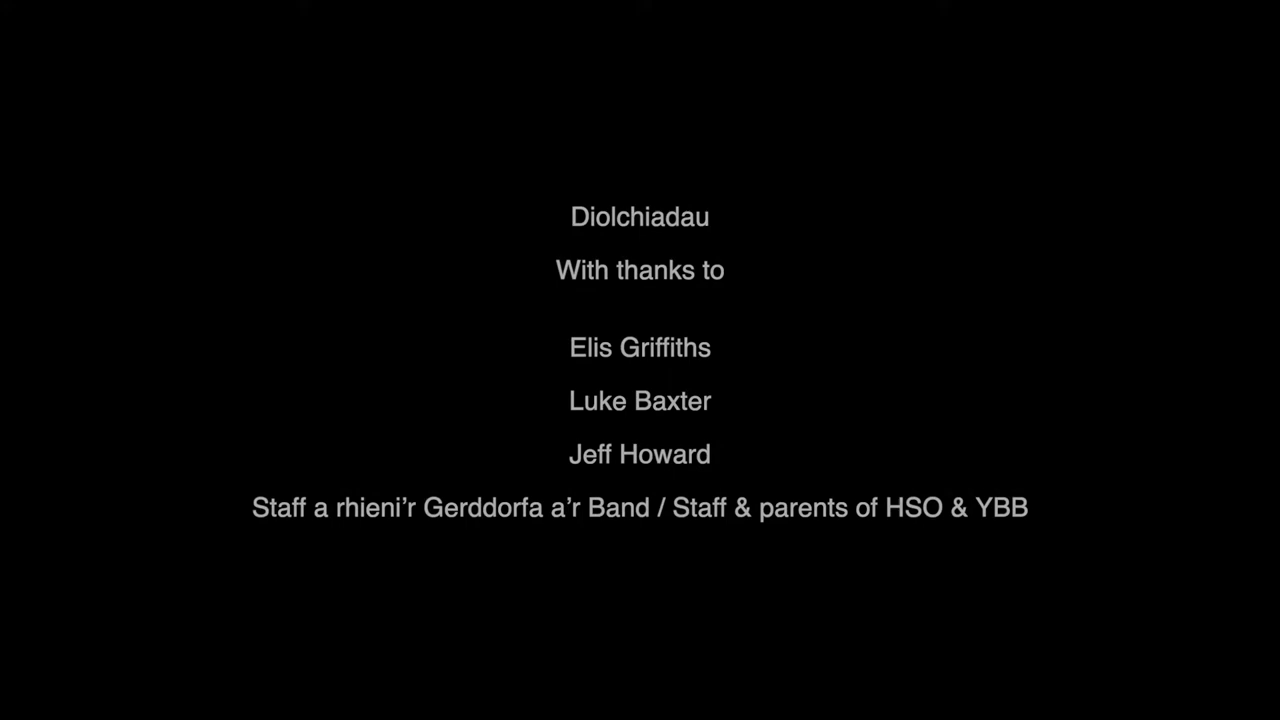 Diolchiadau
With thanks to
Elis Griffiths
Luke Baxter
Jeff Howard
Staff a rhieni’r Gerddorfa a’r Band / Staff & parents of HSO & YBB